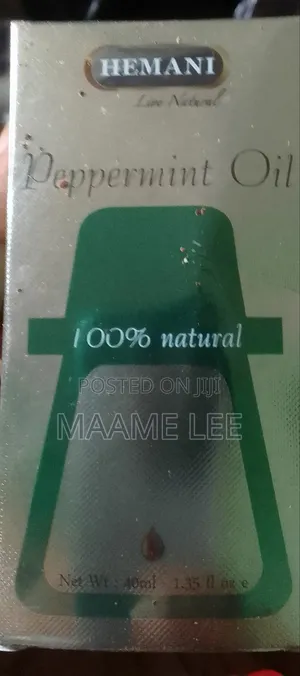 HEMANI
Live Natural
Peppermint Oil
100% natural
POSTED ON JIJI
MAAME LEE
Net Wt : 40ml - 1.35 fl oz e